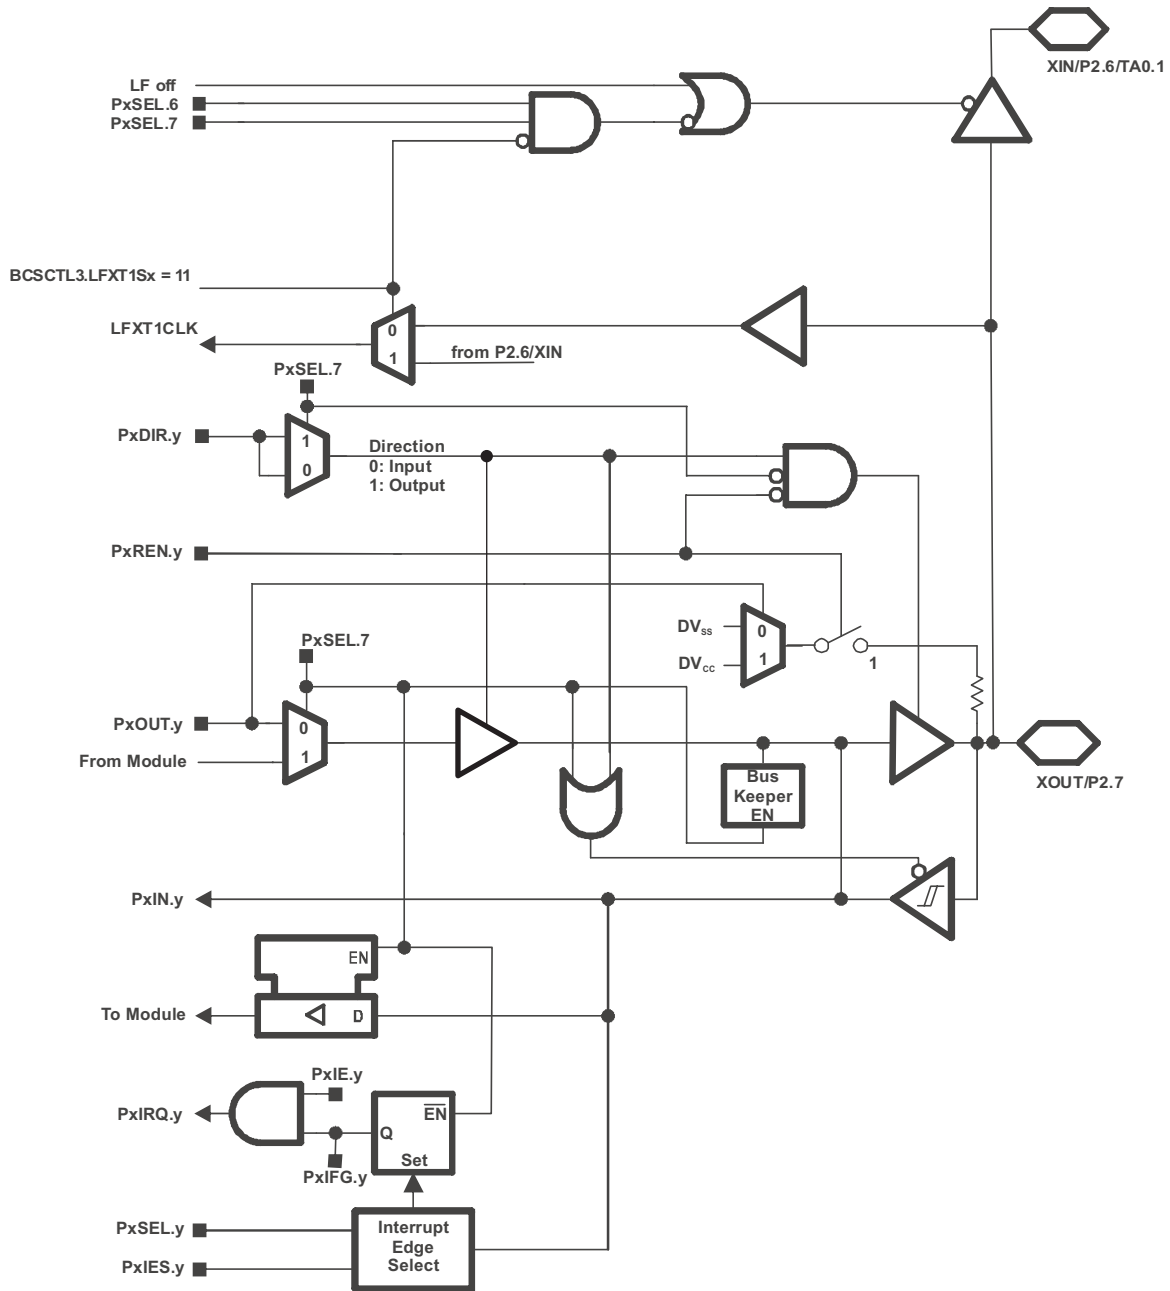 XIN/P2.6/TA0.1
LF off
PxSEL.6
PxSEL.7
BCSCTL3.LFXT1Sx = 11
LFXT1CLK
0
1
from P2.6/XIN
PxSEL.7
PxDIR.y
1
0
Direction
0: Input
1: Output
PxREN.y
DVSS
0
DVCC
1
1
PxSEL.7
PxOUT.y
0
1
From Module
Bus
Keeper
EN
XOUT/P2.7
PxIN.y
EN
To Module
D
PxIE.y
PxIRQ.y
EN
Q
Set
PxIFG.y
PxSEL.y
PxIES.y
Interrupt
Edge
Select